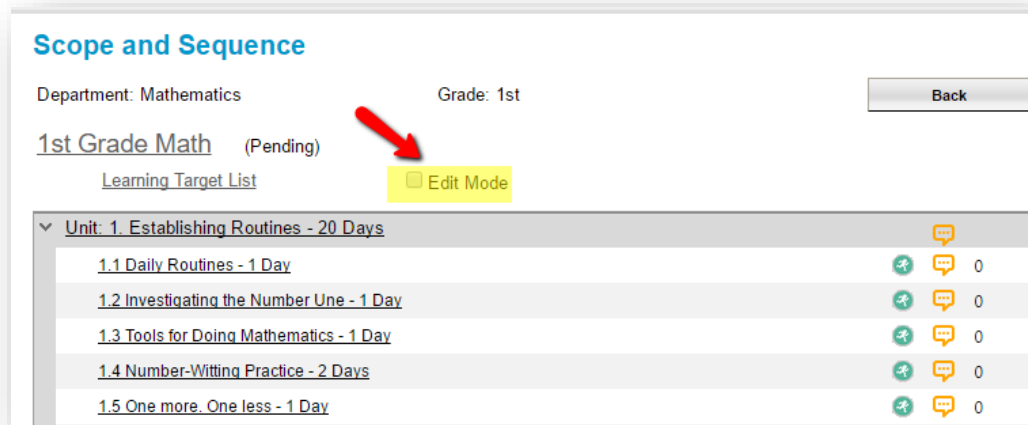 Scope and Sequence
Department: Mathematics Grade: 1st Back
1st Grade Math (Pending)
Learning Target List Edit Mode
Unit: 1. Establishing Routines - 20 Days
1.1 Daily Routines - 1 Day 0
1.2 Investigating the Number Une - 1 Day 0
1.3 Tools for Doing Mathematics - 1 Day 0
1.4 Number-Witting Practice - 2 Days 0
1.5 One more. One less - 1 Day 0